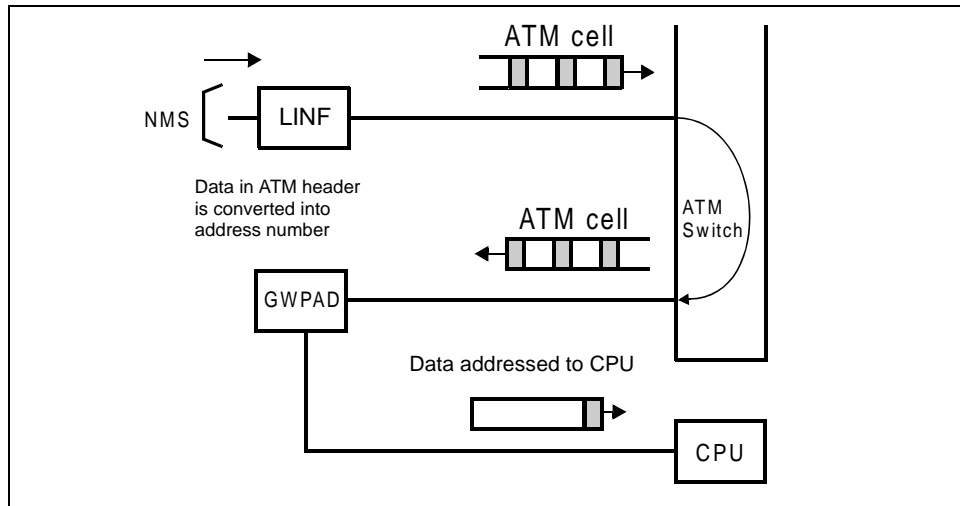 ATM cell
NMS
LINF
Data in ATM header
is converted into
address number
ATM cell
ATM
Switch
GWPAD
Data addressed to CPU
CPU